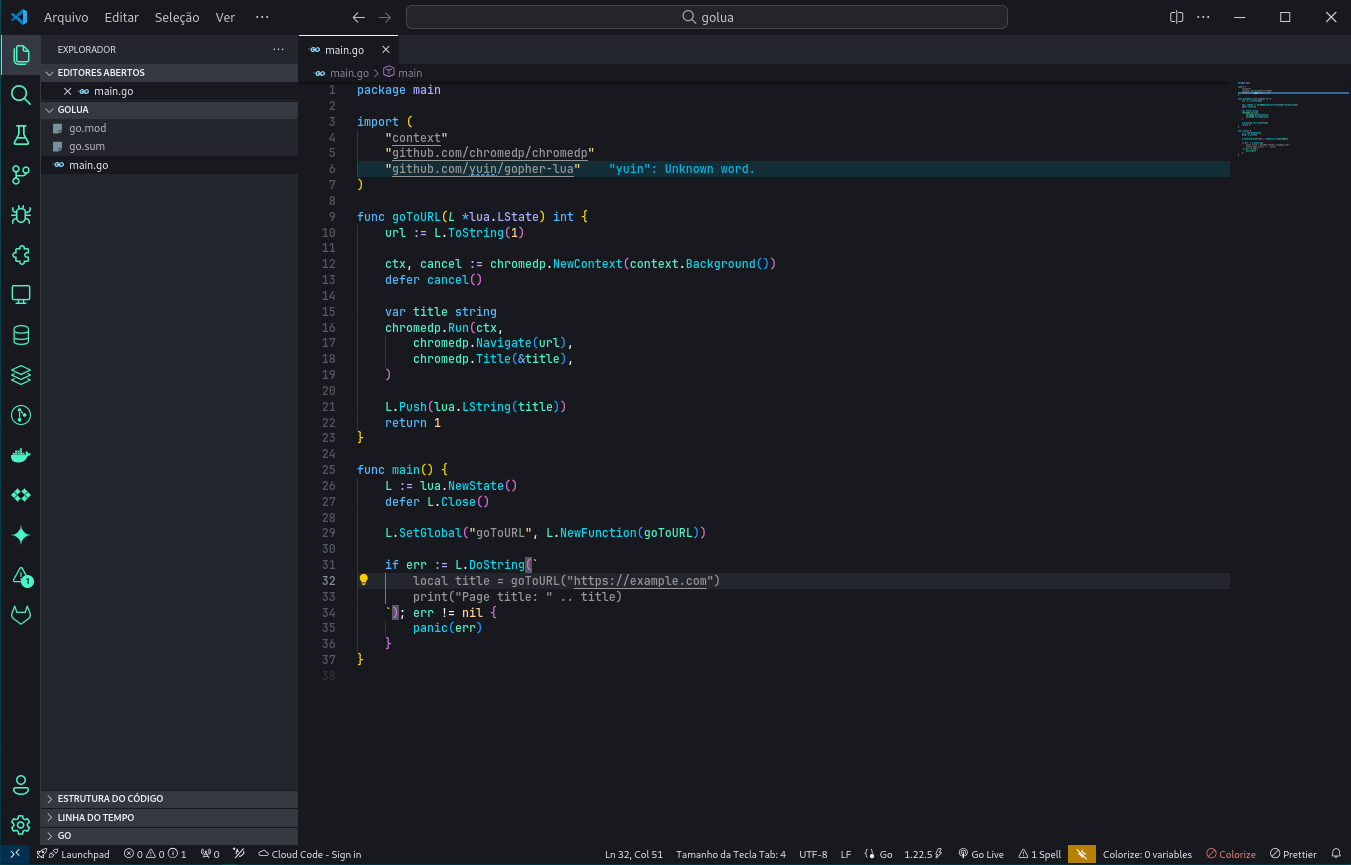 Arquivo Editar Seleção Ver ···
golua
EXPLORADOR ···
EDITORES ABERTOS
main.go
GOLUA
go.mod
go.sum
main.go
ESTRUTURA DO CÓDIGO
LINHA DO TEMPO
GO
main.go
main.go > main
1 package main
2
3 import (
4 "context"
5 "github.com/chromedp/chromedp"
6 "github.com/yuin/gopher-lua" "yuin": Unknown word.
7 )
8
9 func goToURL(L *lua.LState) int {
10 url := L.ToString(1)
11
12 ctx, cancel := chromedp.NewContext(context.Background())
13 defer cancel()
14
15 var title string
16 chromedp.Run(ctx,
17 chromedp.Navigate(url),
18 chromedp.Title(&title),
19 )
20
21 L.Push(lua.LString(title))
22 return 1
23 }
24
25 func main() {
26 L := lua.NewState()
27 defer L.Close()
28
29 L.SetGlobal("goToURL", L.NewFunction(goToURL))
30
31 if err := L.DoString(`
32 local title = goToURL("https://example.com")
33 print("Page title: " .. title)
34 `); err != nil {
35 panic(err)
36 }
37 }
38
Launchpad 0 0 1 0 Cloud Code - Sign in Ln 32, Col 51 Tamanho da Tecla Tab: 4 UTF-8 LF Go 1.22.5 Go Live 1 Spell Colorize: 0 variables Colorize Prettier